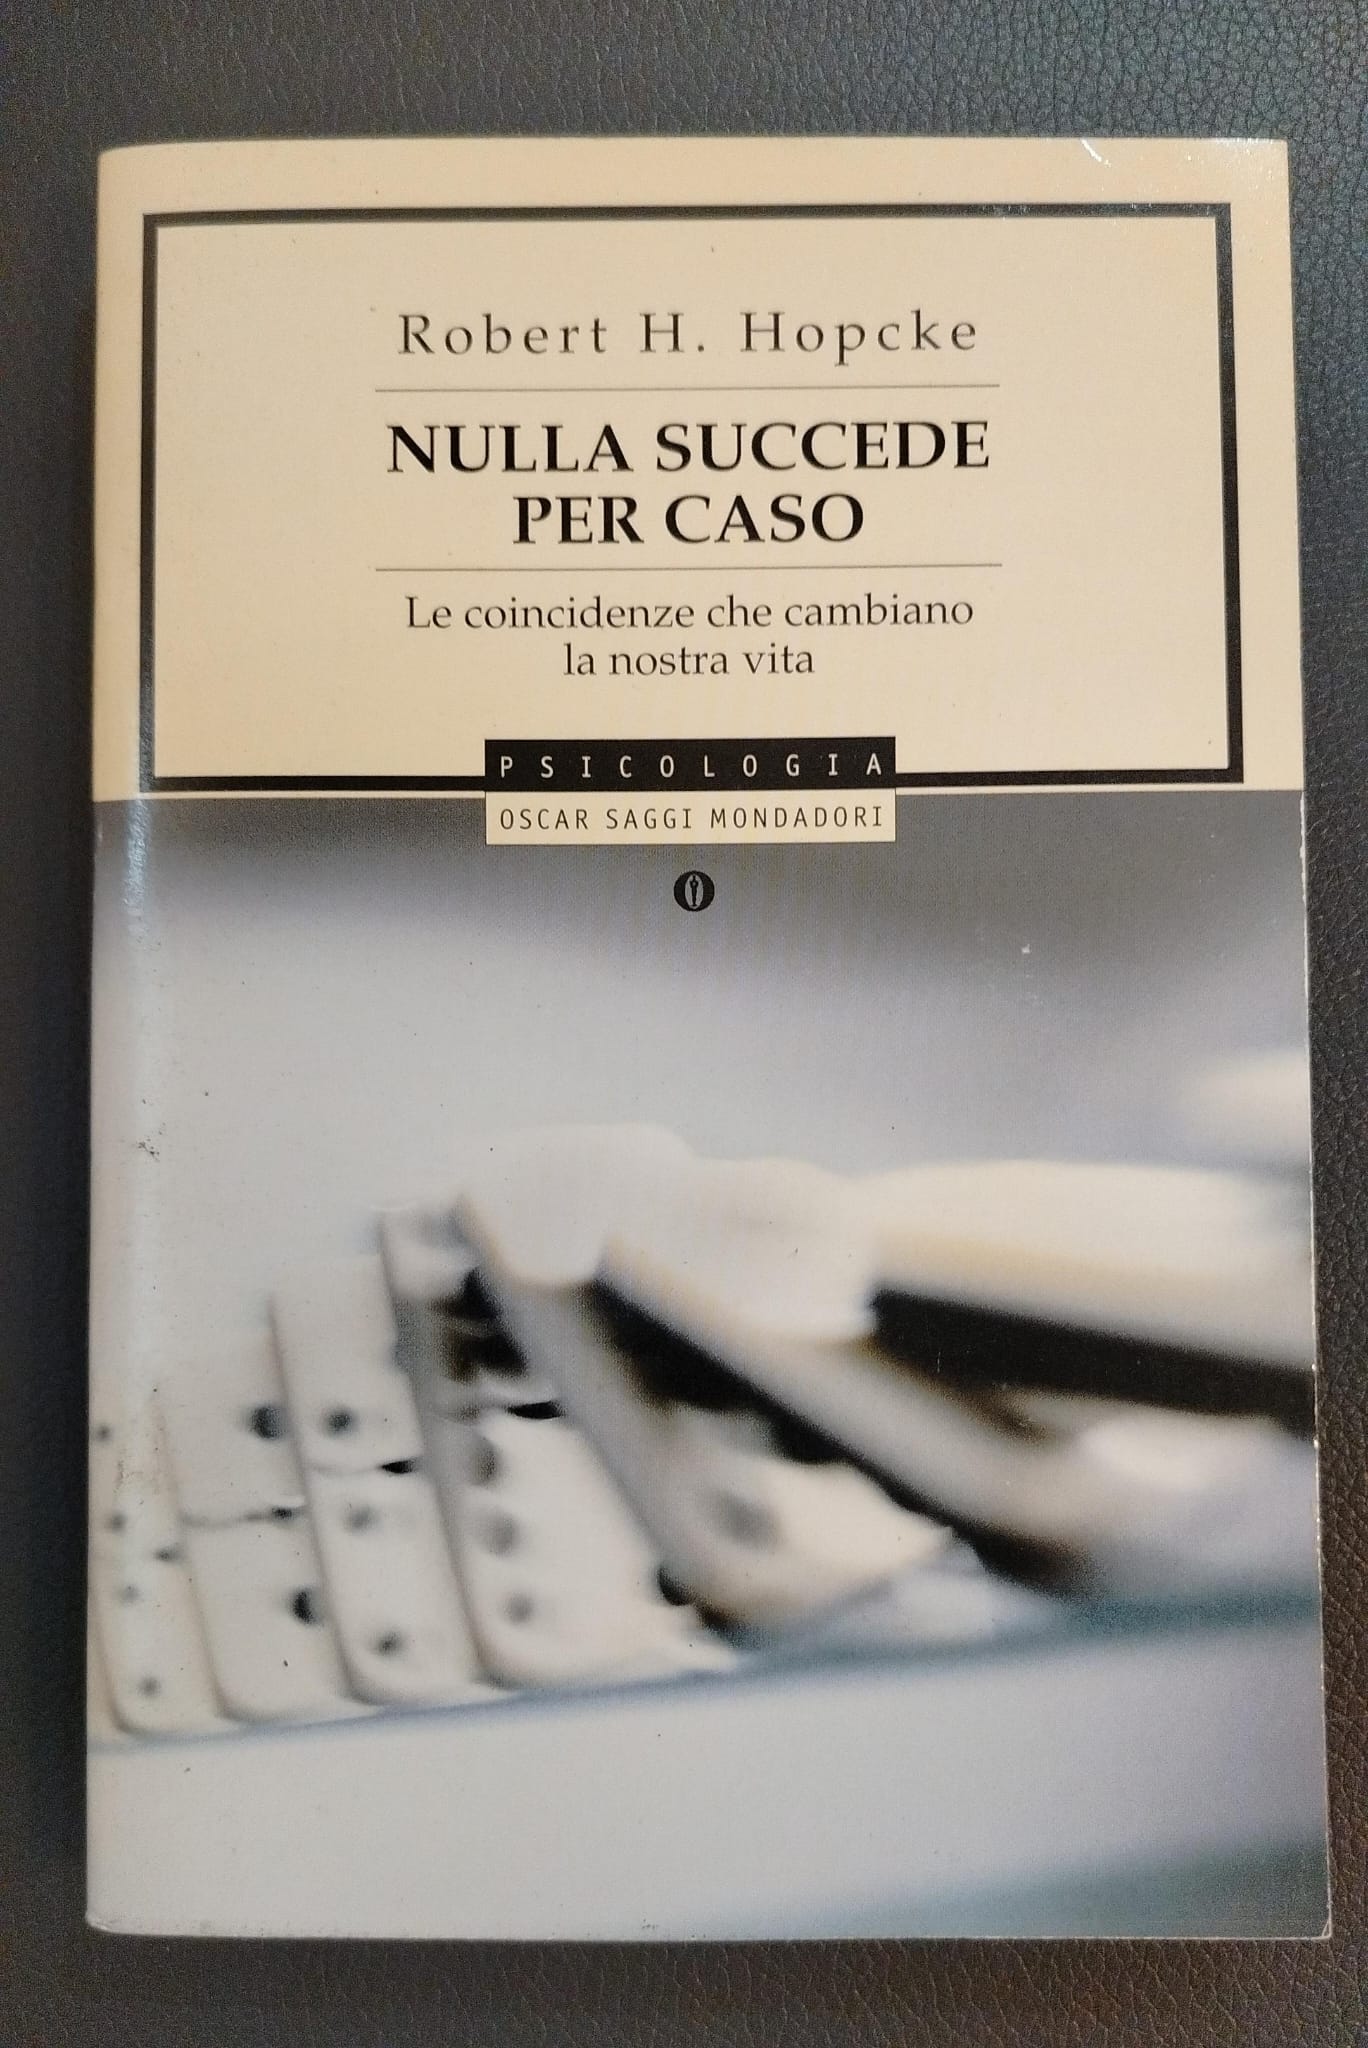 Robert H. Hopcke
NULLA SUCCEDE
PER CASO
Le coincidenze che cambiano
la nostra vita
PSICOLOGIA
OSCAR SAGGI MONDADORI